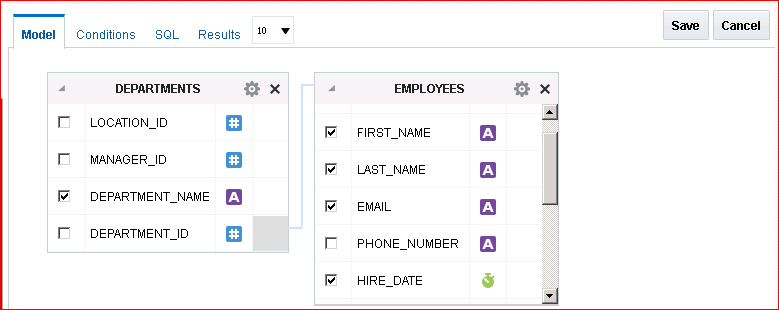 Model Conditions SQL Results 10 Save Cancel
DEPARTMENTS
LOCATION_ID #
MANAGER_ID #
DEPARTMENT_NAME A
DEPARTMENT_ID #
EMPLOYEES
FIRST_NAME A
LAST_NAME A
EMAIL A
PHONE_NUMBER A
HIRE_DATE